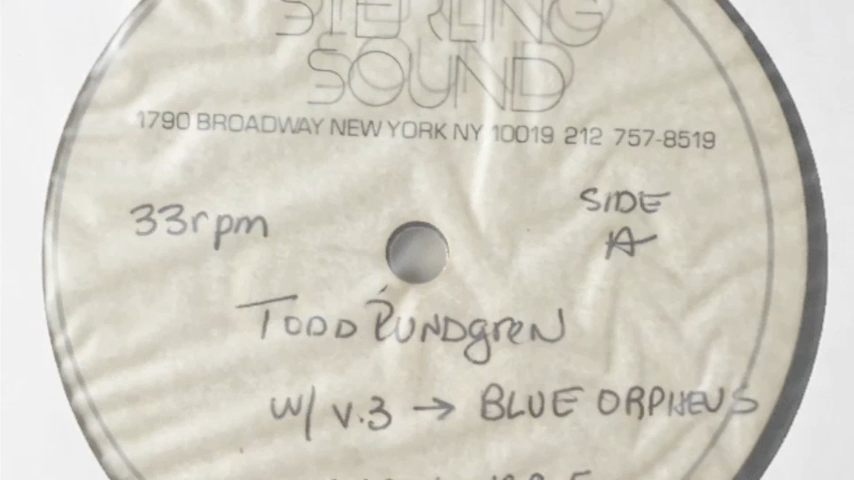 STERLING
SOUND
1790 BROADWAY NEW YORK NY 10019 212 757-8519
33rpm
SIDE
A
TODD RUNDGREN
W/ V.3 → BLUE ORPHEUS